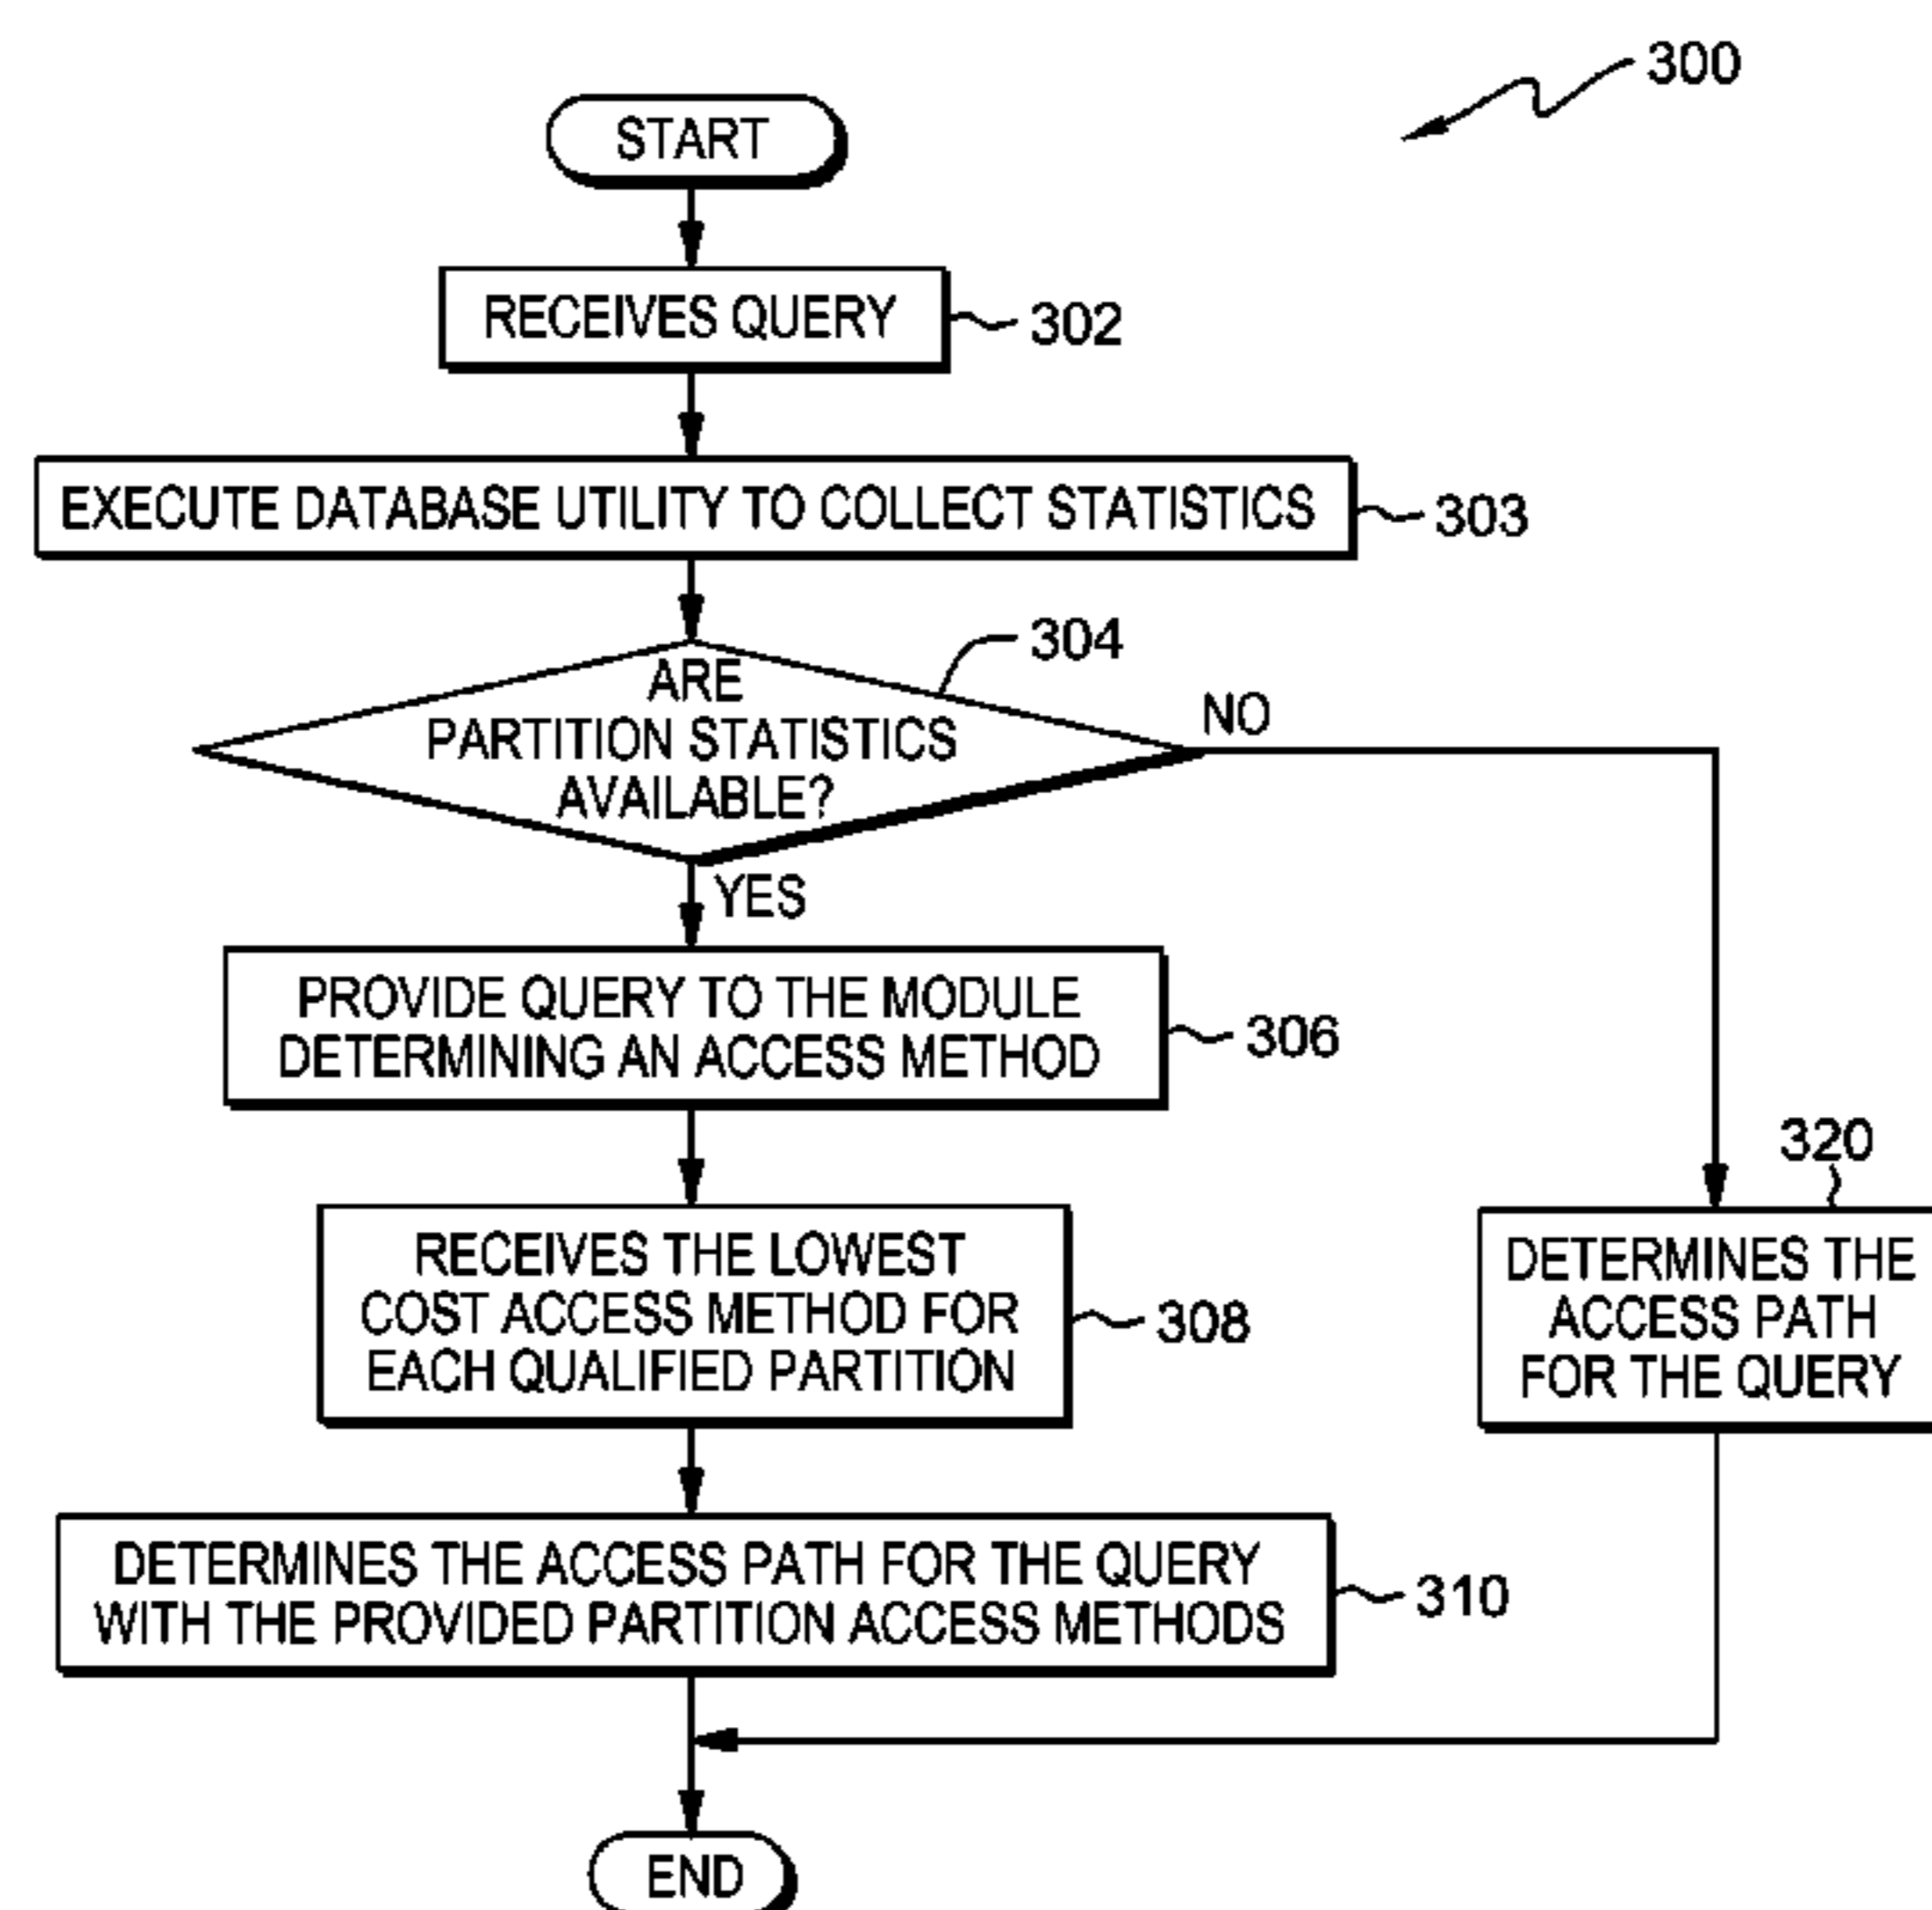 300
START
RECEIVES QUERY
302
EXECUTE DATABASE UTILITY TO COLLECT STATISTICS
303
304
ARE
PARTITION STATISTICS
AVAILABLE?
NO
YES
PROVIDE QUERY TO THE MODULE
DETERMINING AN ACCESS METHOD
306
320
RECEIVES THE LOWEST
COST ACCESS METHOD FOR
EACH QUALIFIED PARTITION
308
DETERMINES THE
ACCESS PATH
FOR THE QUERY
DETERMINES THE ACCESS PATH FOR THE QUERY
WITH THE PROVIDED PARTITION ACCESS METHODS
310
END